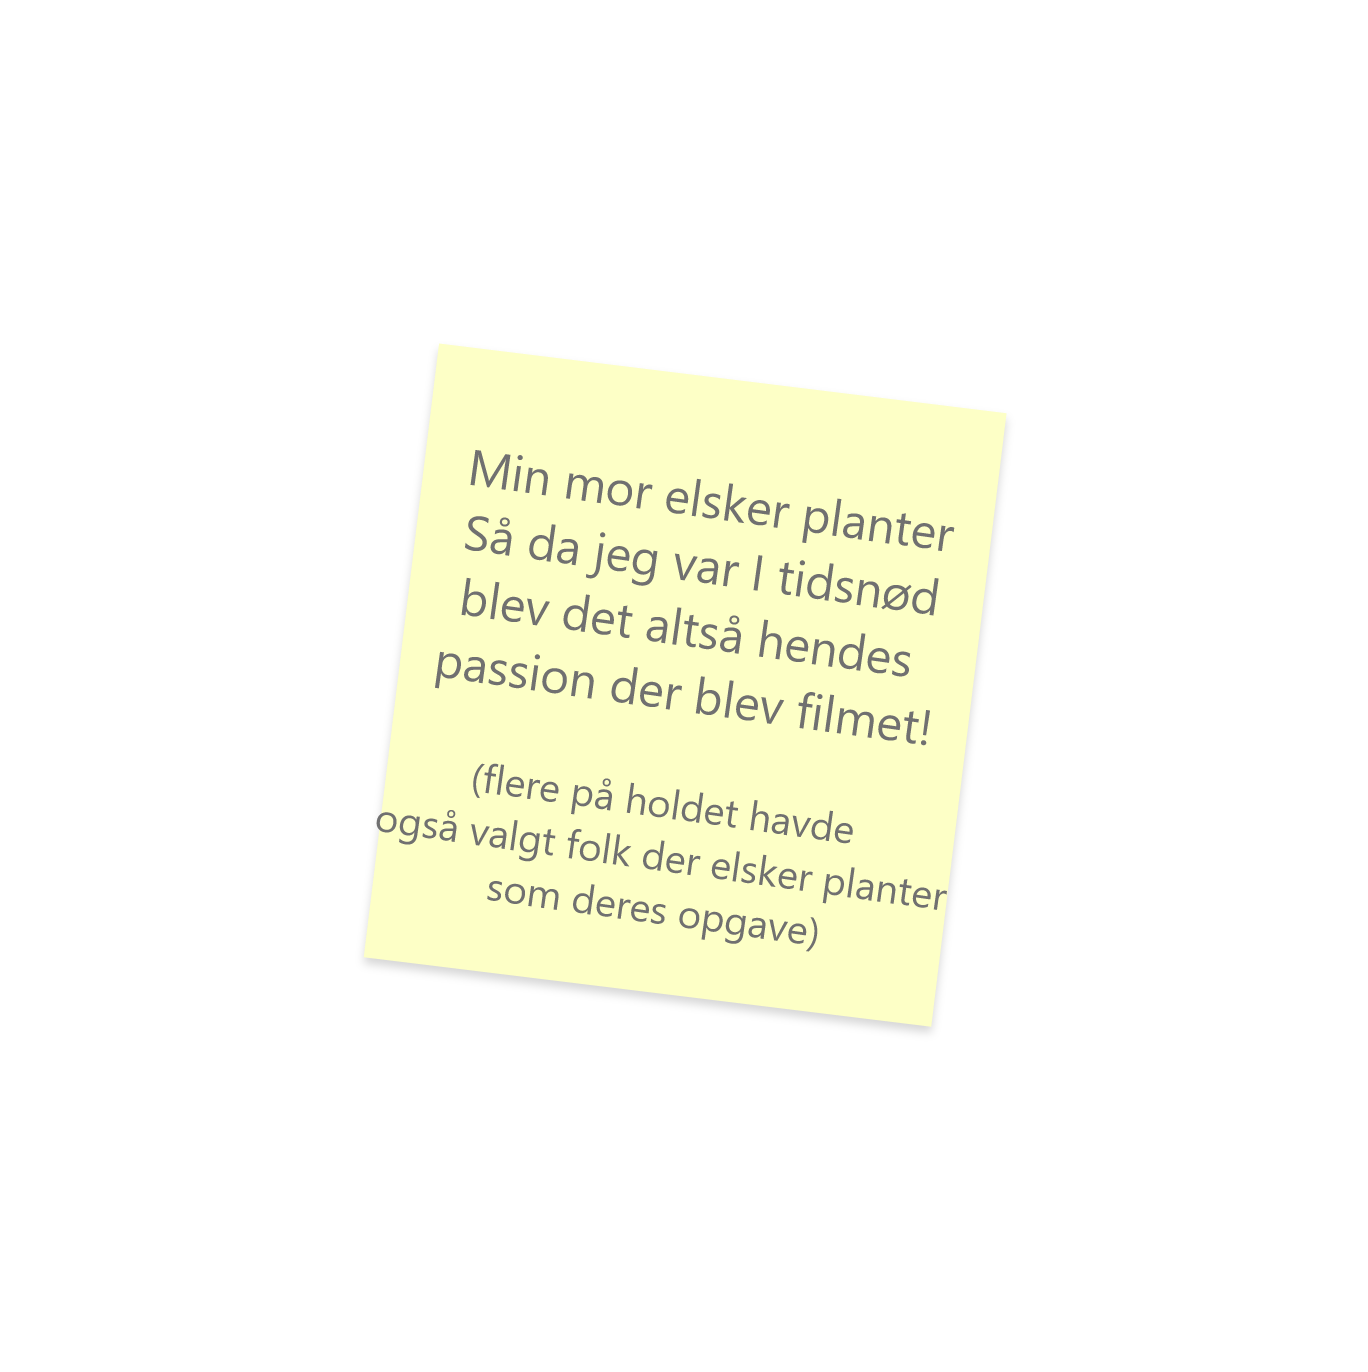 Min mor elsker planter
Så da jeg var I tidsnød
blev det altså hendes
passion der blev filmet!
(flere på holdet havde
også valgt folk der elsker planter
som deres opgave)